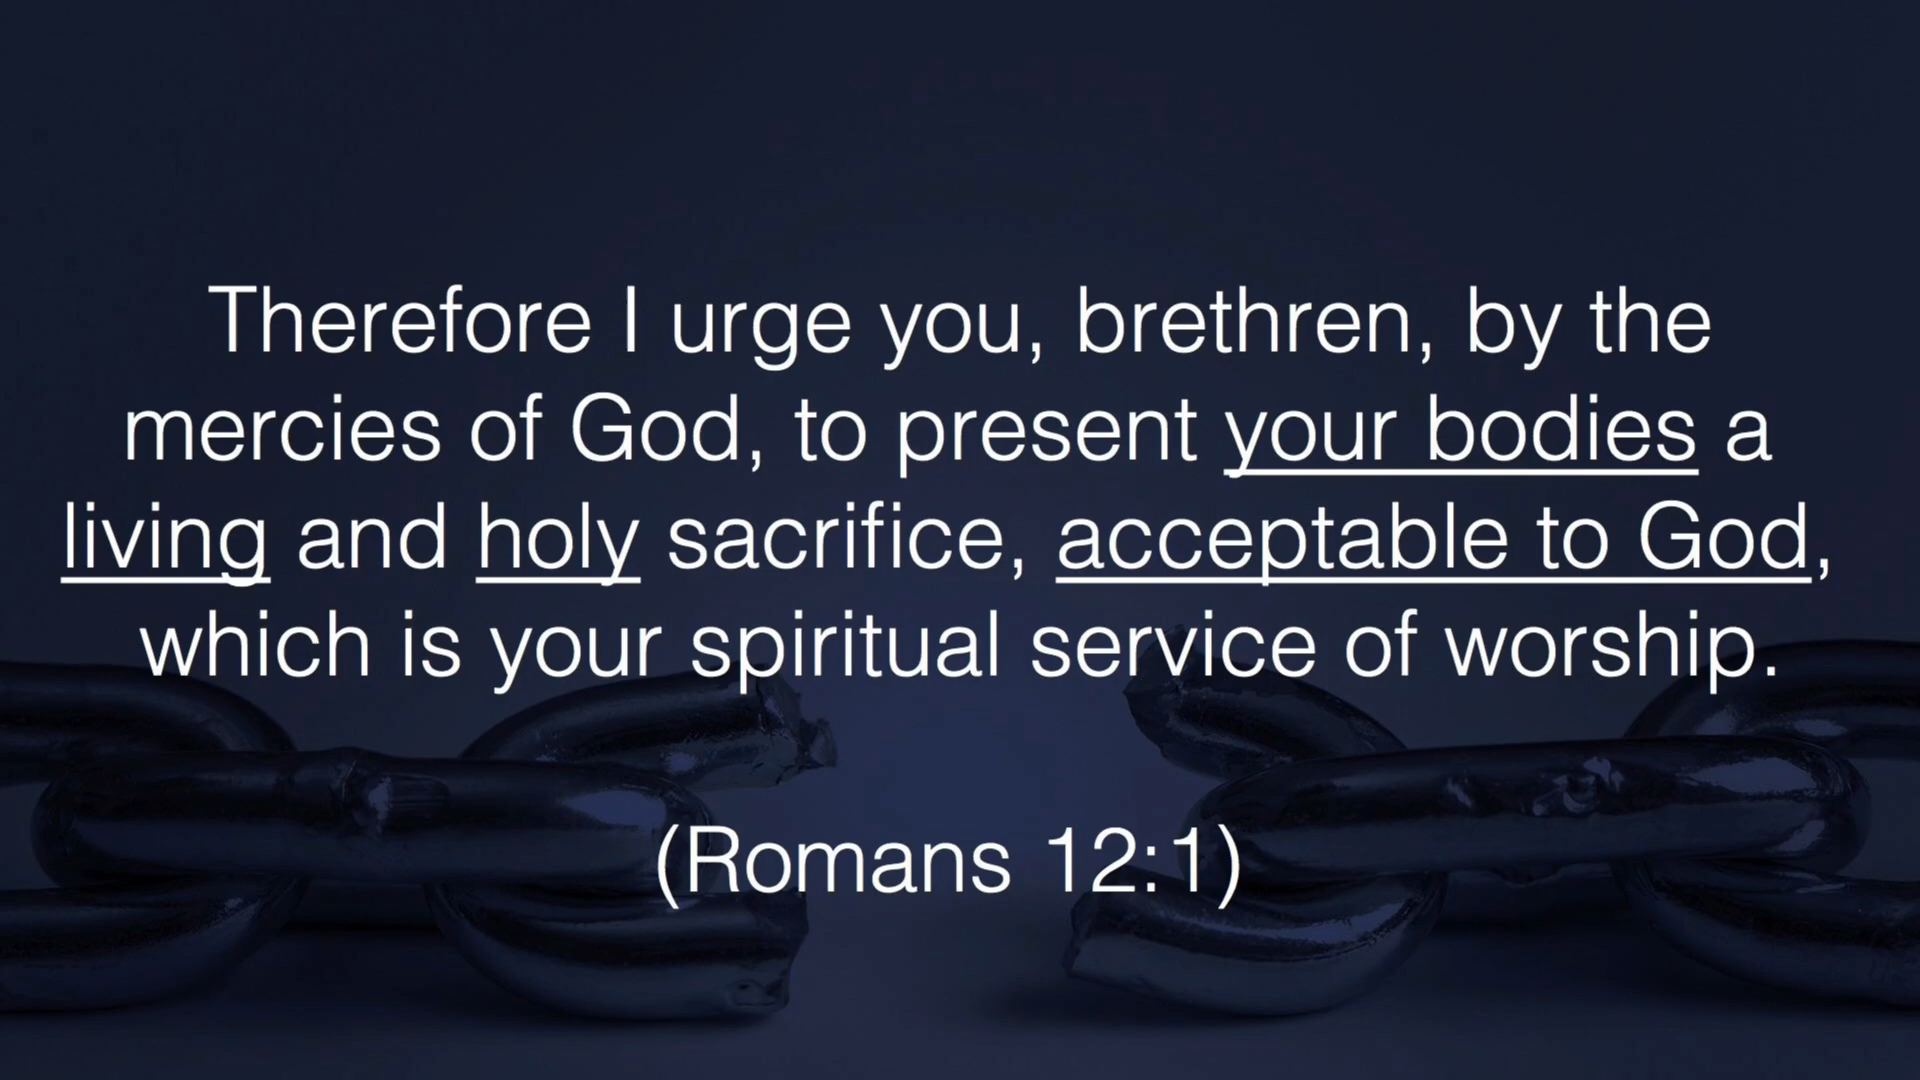 Therefore I urge you, brethren, by the
mercies of God, to present your bodies a
living and holy sacrifice, acceptable to God,
which is your spiritual service of worship.
(Romans 12:1)